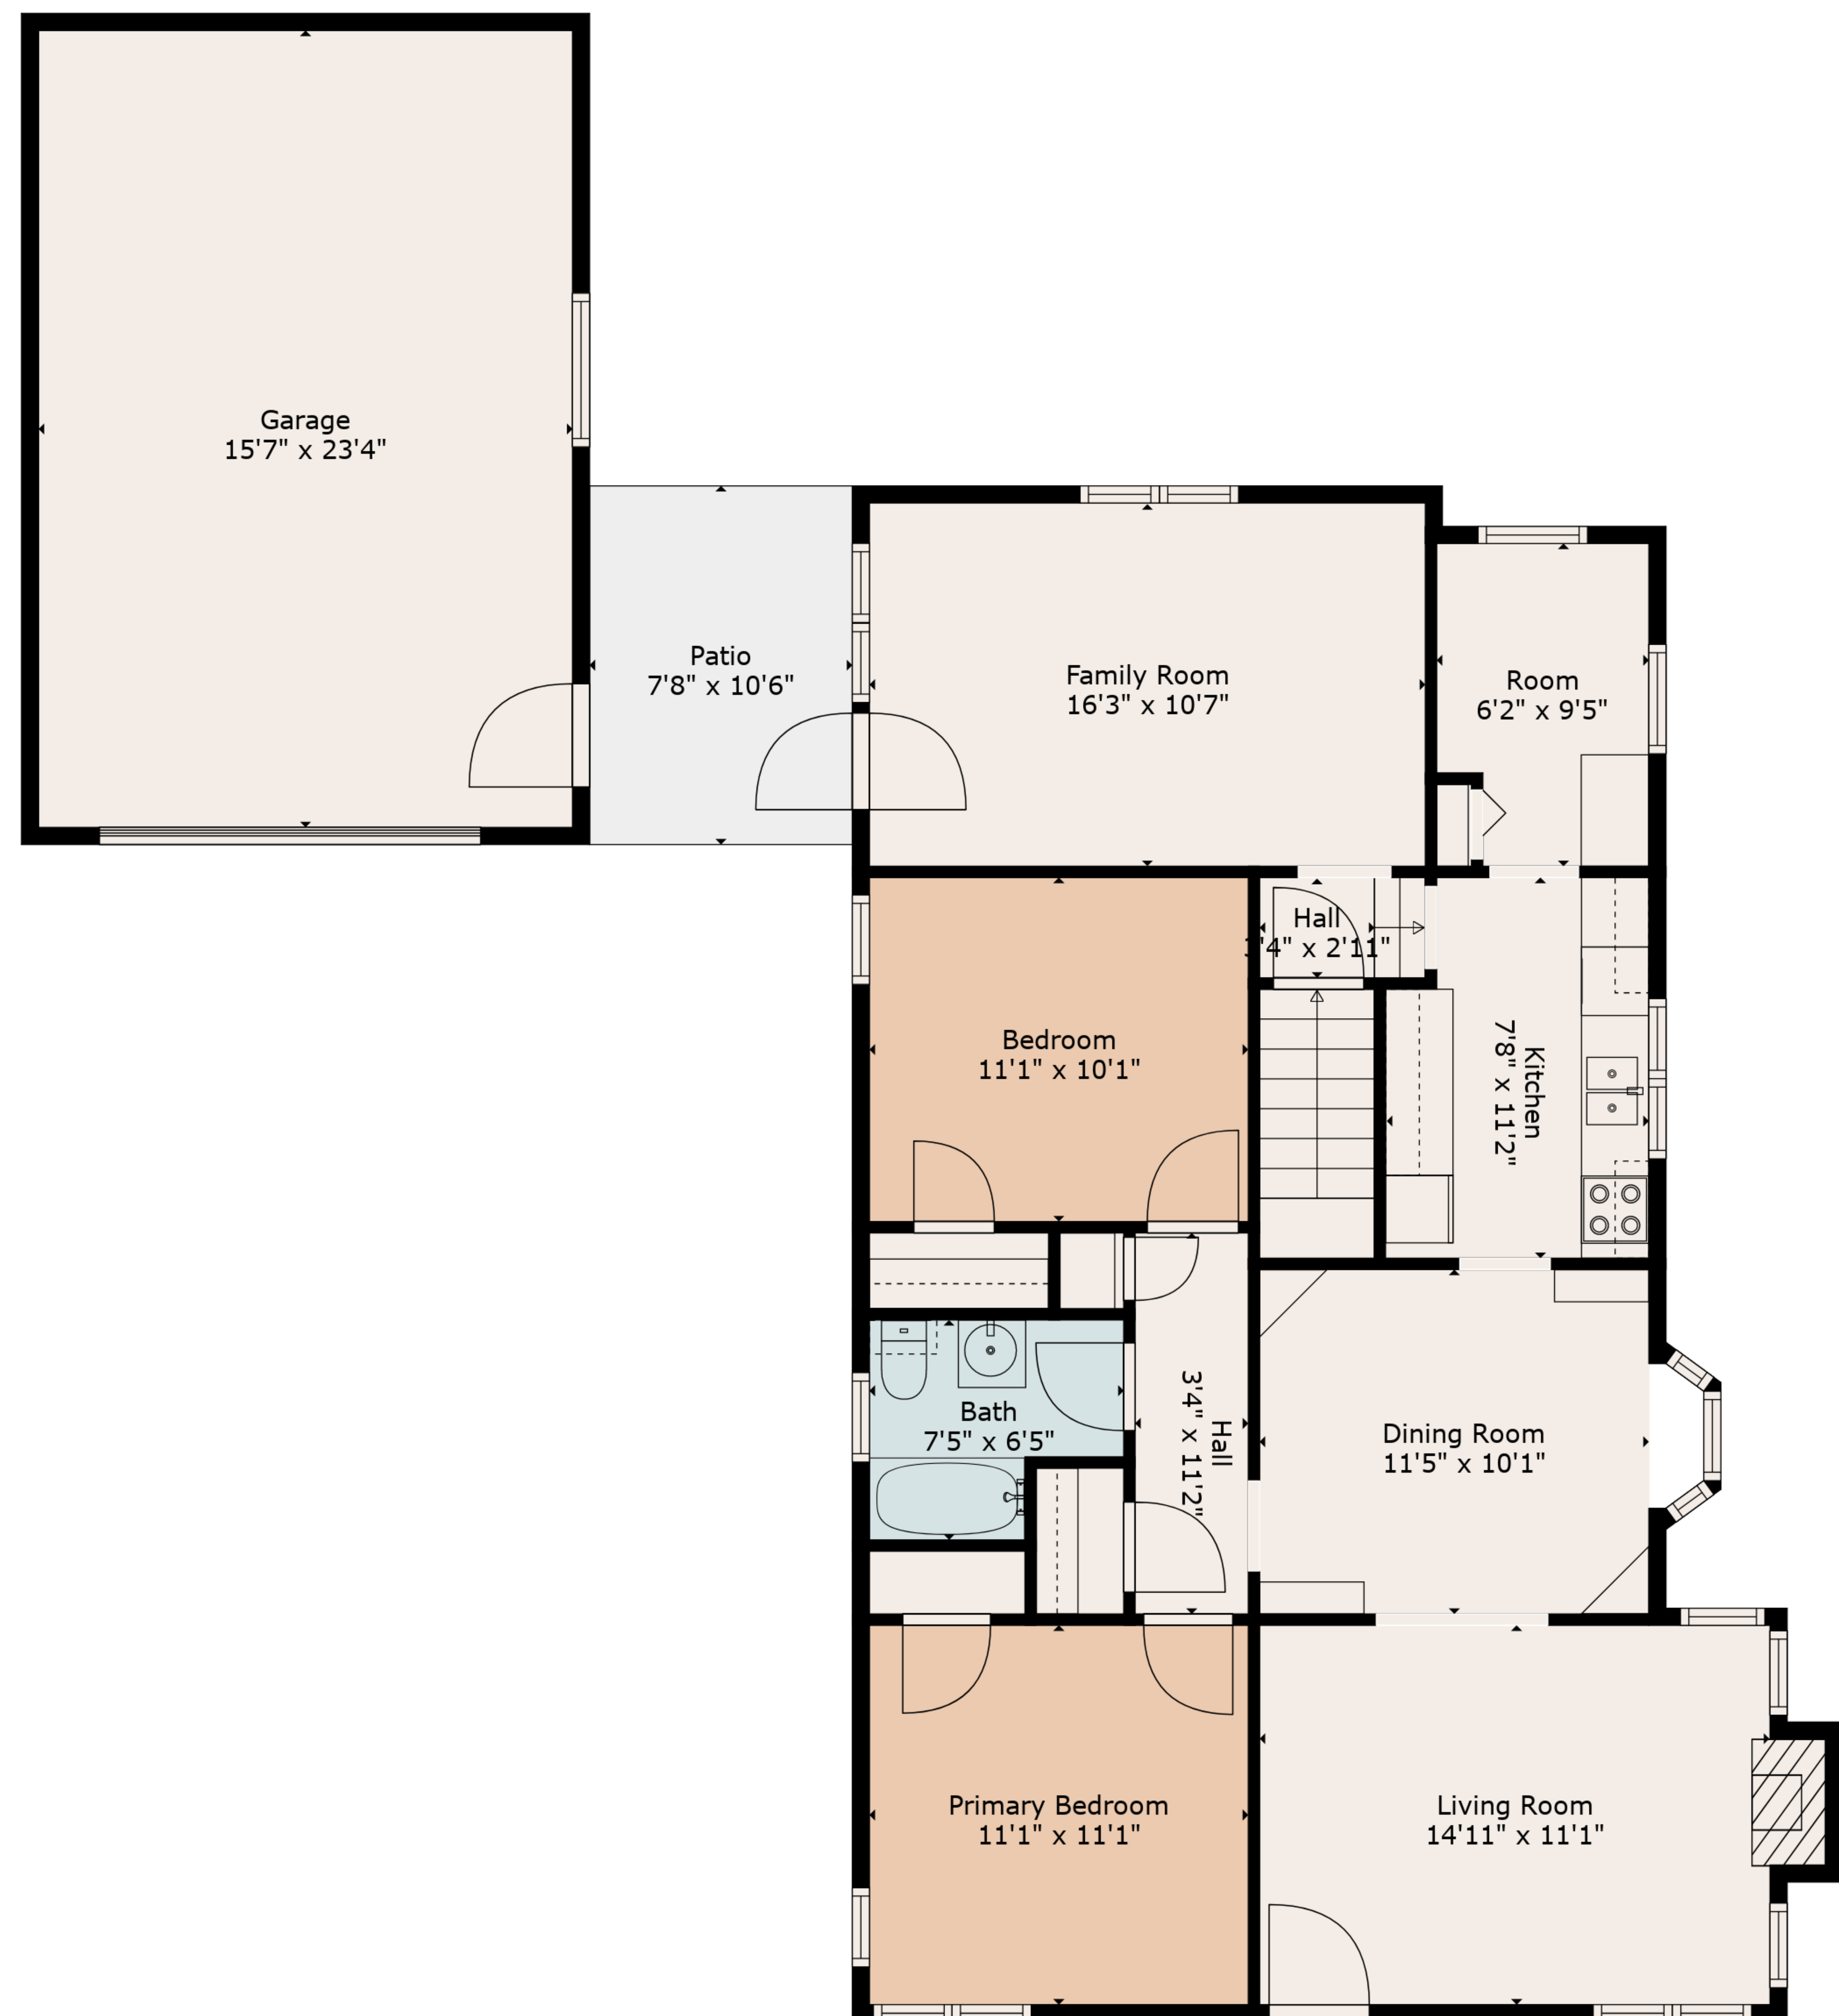 Garage
15'7" x 23'4"
Patio
7'8" x 10'6"
Family Room
16'3" x 10'7"
Room
6'2" x 9'5"
Hall
3'4" x 2'11"
Bedroom
11'1" x 10'1"
Kitchen
7'8" x 11'2"
Bath
7'5" x 6'5"
Hall
3'4" x 11'2"
Dining Room
11'5" x 10'1"
Primary Bedroom
11'1" x 11'1"
Living Room
14'11" x 11'1"